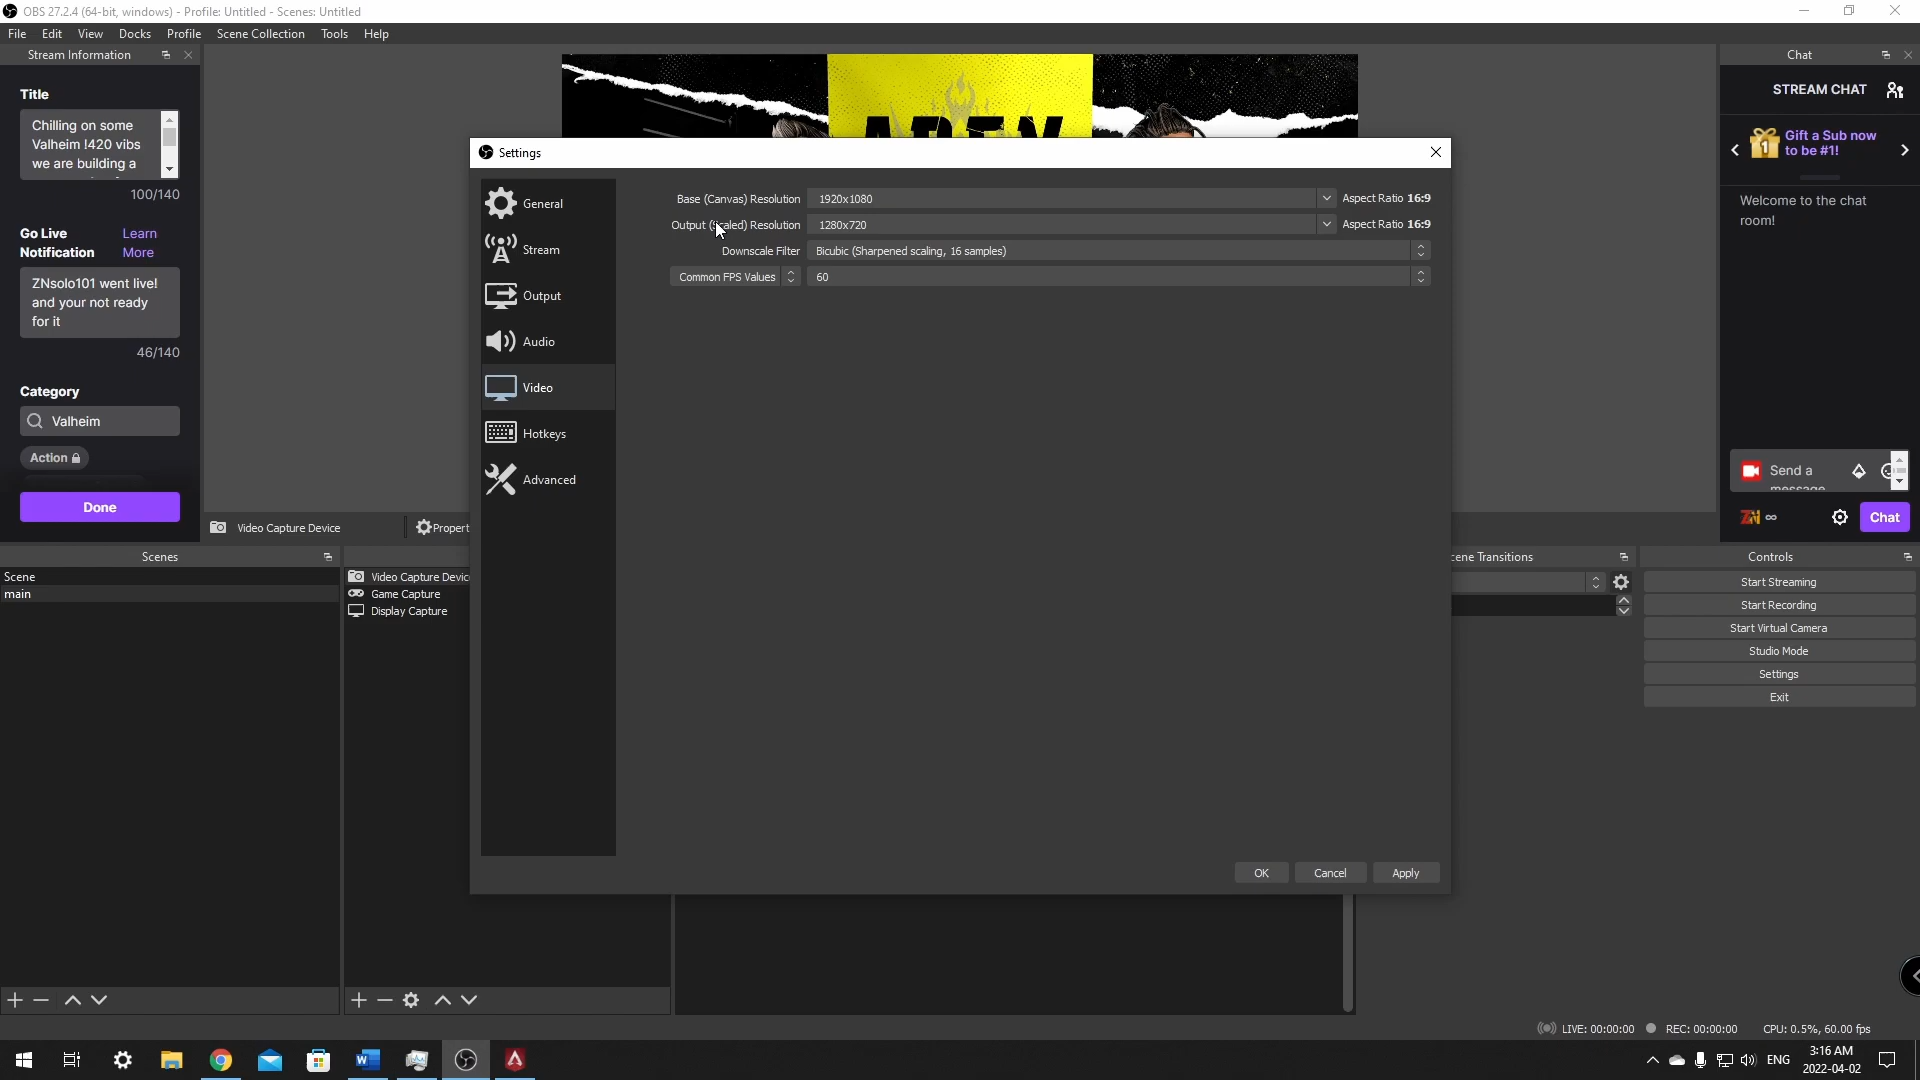 OBS 27.2.4 (64-bit, windows) - Profile: Untitled - Scenes: Untitled
File Edit View Docks Profile Scene Collection Tools Help
Stream Information
Title
Chilling on some
Valheim !420 vibs
we are building a
100/140
Go Live
Notification
Learn
More
ZNsolo101 went live!
and your not ready
for it
46/140
Category
Valheim
Action
Done
Settings
General
Stream
Output
Audio
Video
Hotkeys
Advanced
Base (Canvas) Resolution 1920x1080 Aspect Ratio 16:9
Output (Scaled) Resolution 1280x720 Aspect Ratio 16:9
Downscale Filter Bicubic (Sharpened scaling, 16 samples)
Common FPS Values 60
OK Cancel Apply
Chat
STREAM CHAT
1
Gift a Sub now
to be #1!
Welcome to the chat
room!
Send a
message
Chat
Video Capture Device
Propert
Scenes
Scene
main
Video Capture Devic
Game Capture
Display Capture
cene Transitions
Controls
Start Streaming
Start Recording
Start Virtual Camera
Studio Mode
Settings
Exit
LIVE: 00:00:00 REC: 00:00:00 CPU: 0.5%, 60.00 fps
ENG
3:16 AM
2022-04-02